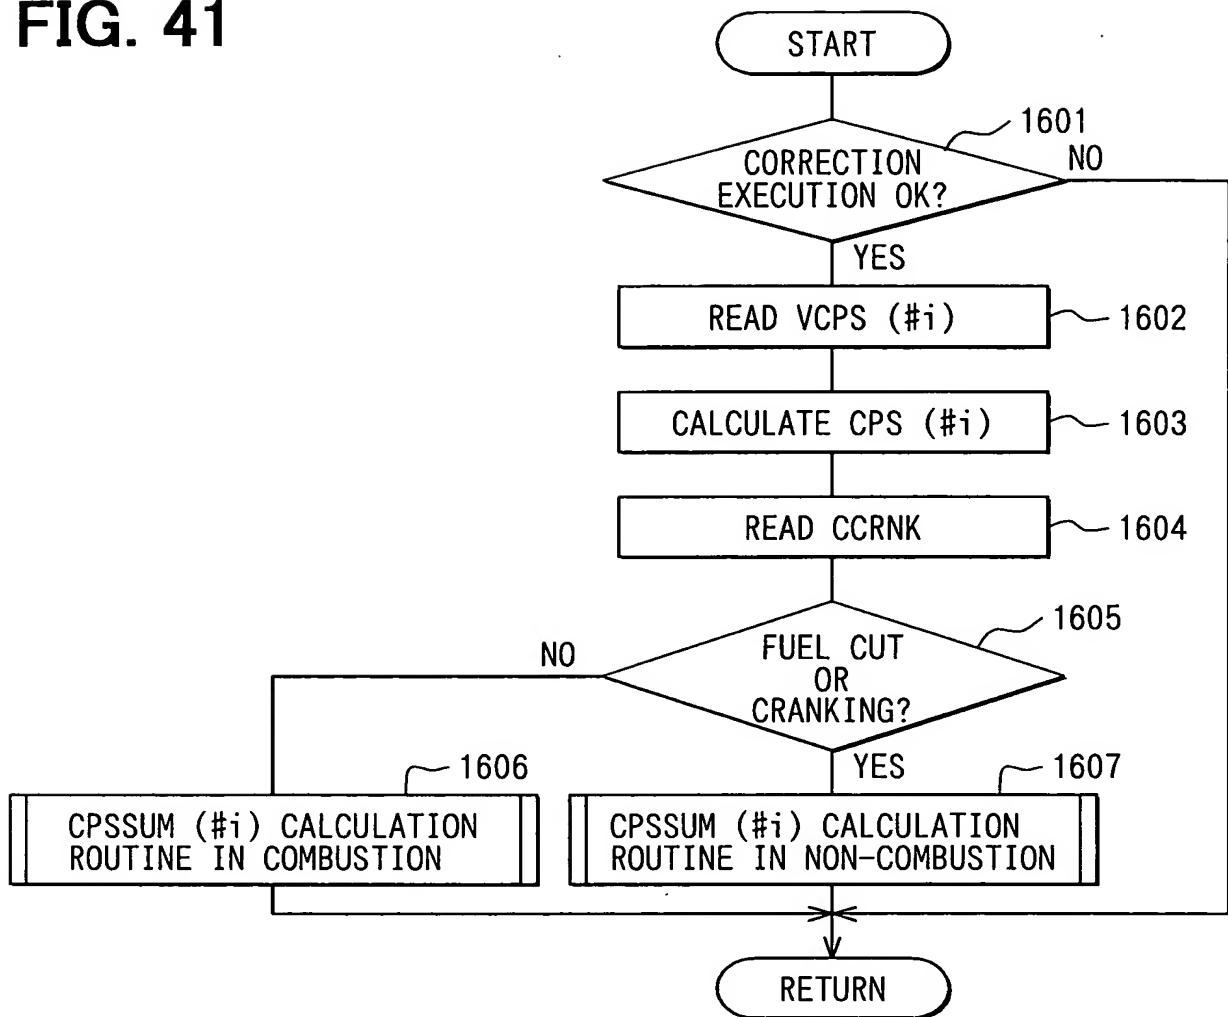 FIG. 41
START
1601
CORRECTION
EXECUTION OK?
NO
YES
READ VCPS (#i)
1602
CALCULATE CPS (#i)
1603
READ CCRNK
1604
1605
FUEL CUT
OR
CRANKING?
NO
YES
1606
CPSSUM (#i) CALCULATION
ROUTINE IN COMBUSTION
1607
CPSSUM (#i) CALCULATION
ROUTINE IN NON-COMBUSTION
RETURN